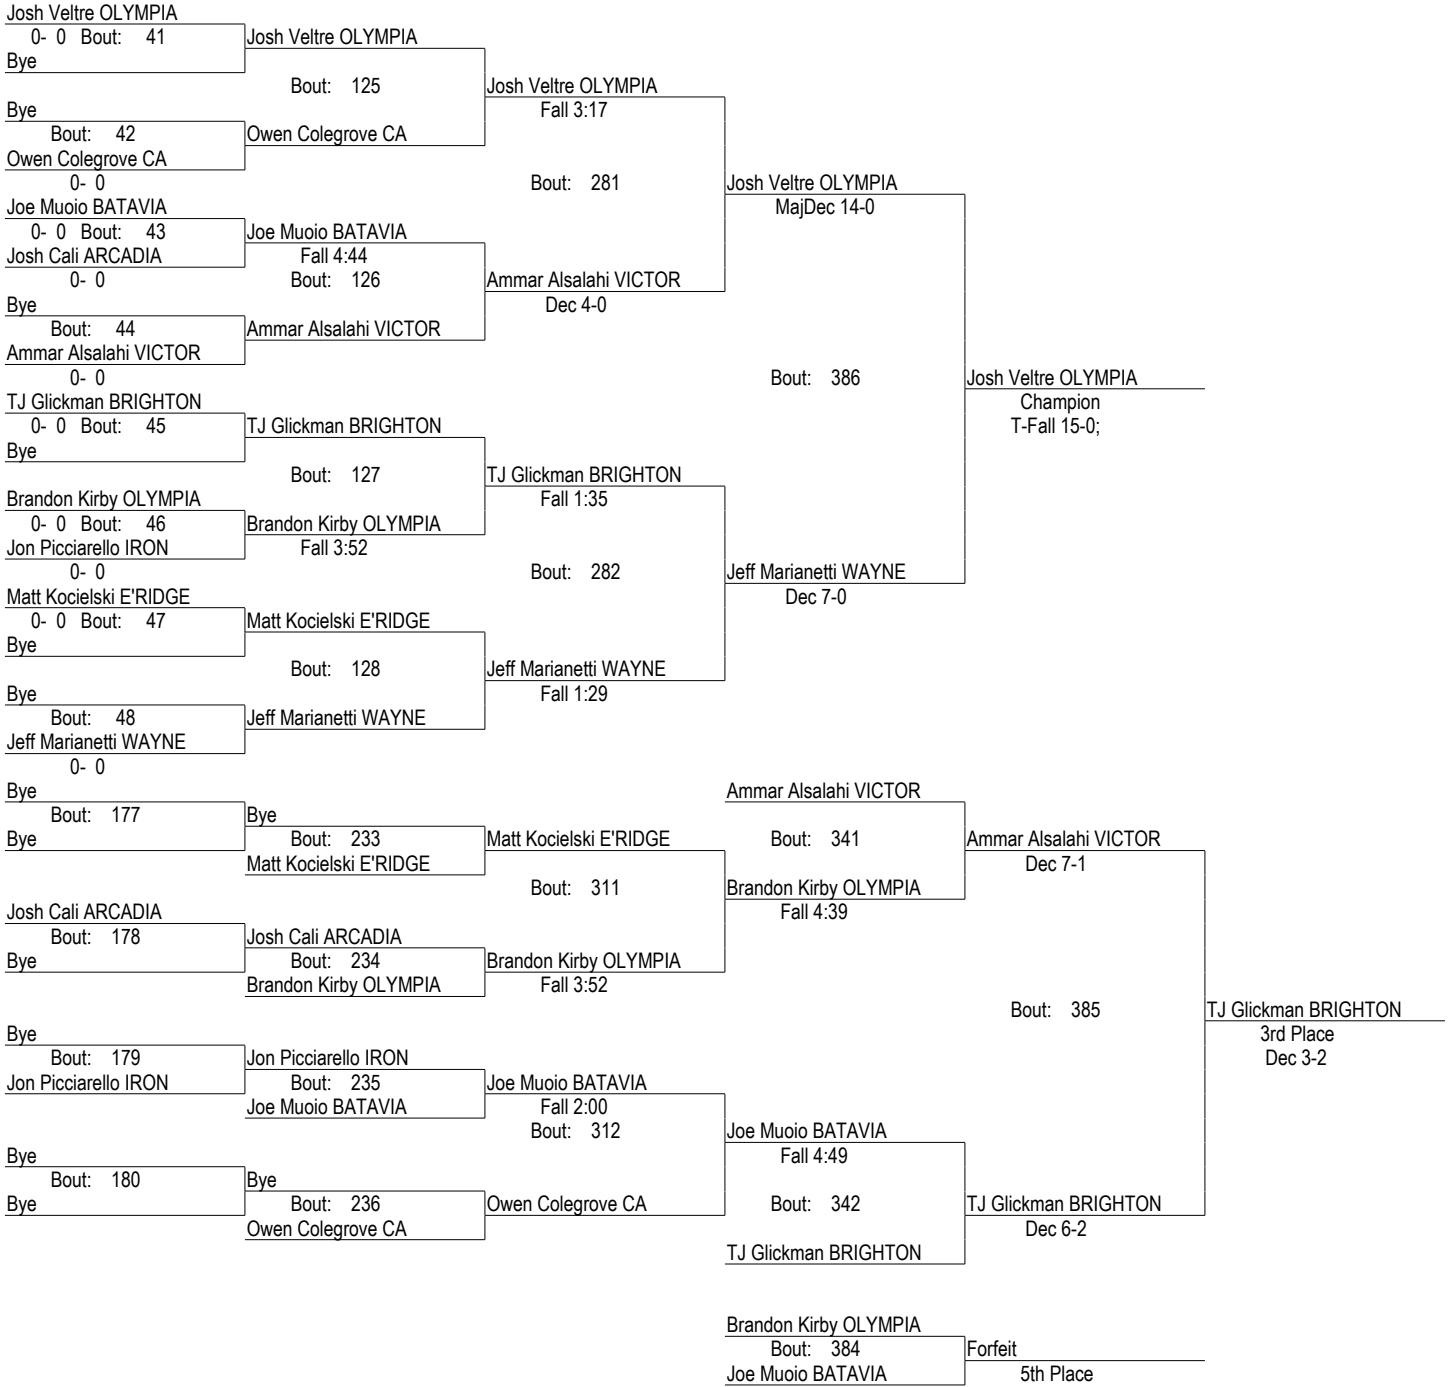 Josh Veltre OLYMPIA
0- 0 Bout: 41
Bye
Josh Veltre OLYMPIA
Bout: 125
Bye
Bout: 42
Owen Colegrove CA
0- 0
Owen Colegrove CA
Josh Veltre OLYMPIA
Fall 3:17
Bout: 281
Joe Muoio BATAVIA
0- 0 Bout: 43
Josh Cali ARCADIA
0- 0
Joe Muoio BATAVIA
Fall 4:44
Bout: 126
Bye
Bout: 44
Ammar Alsalahi VICTOR
0- 0
Ammar Alsalahi VICTOR
Ammar Alsalahi VICTOR
Dec 4-0
Josh Veltre OLYMPIA
MajDec 14-0
Bout: 386
TJ Glickman BRIGHTON
0- 0 Bout: 45
Bye
TJ Glickman BRIGHTON
Bout: 127
Brandon Kirby OLYMPIA
0- 0 Bout: 46
Jon Picciarello IRON
0- 0
Brandon Kirby OLYMPIA
Fall 3:52
TJ Glickman BRIGHTON
Fall 1:35
Bout: 282
Matt Kocielski E'RIDGE
0- 0 Bout: 47
Bye
Matt Kocielski E'RIDGE
Bout: 128
Bye
Bout: 48
Jeff Marianetti WAYNE
0- 0
Jeff Marianetti WAYNE
Jeff Marianetti WAYNE
Fall 1:29
Jeff Marianetti WAYNE
Dec 7-0
Josh Veltre OLYMPIA
Champion
T-Fall 15-0;
Bye
Bout: 177
Bye
Bye
Bout: 233
Matt Kocielski E'RIDGE
Matt Kocielski E'RIDGE
Bout: 311
Josh Cali ARCADIA
Bout: 178
Bye
Josh Cali ARCADIA
Bout: 234
Brandon Kirby OLYMPIA
Brandon Kirby OLYMPIA
Fall 3:52
Ammar Alsalahi VICTOR
Bout: 341
Brandon Kirby OLYMPIA
Fall 4:39
Ammar Alsalahi VICTOR
Dec 7-1
Bout: 385
Bye
Bout: 179
Jon Picciarello IRON
Jon Picciarello IRON
Bout: 235
Joe Muoio BATAVIA
Joe Muoio BATAVIA
Fall 2:00
Bout: 312
Bye
Bout: 180
Bye
Bye
Bout: 236
Owen Colegrove CA
Owen Colegrove CA
Joe Muoio BATAVIA
Fall 4:49
Bout: 342
TJ Glickman BRIGHTON
TJ Glickman BRIGHTON
Dec 6-2
TJ Glickman BRIGHTON
3rd Place
Dec 3-2
Brandon Kirby OLYMPIA
Bout: 384
Joe Muoio BATAVIA
Forfeit
5th Place